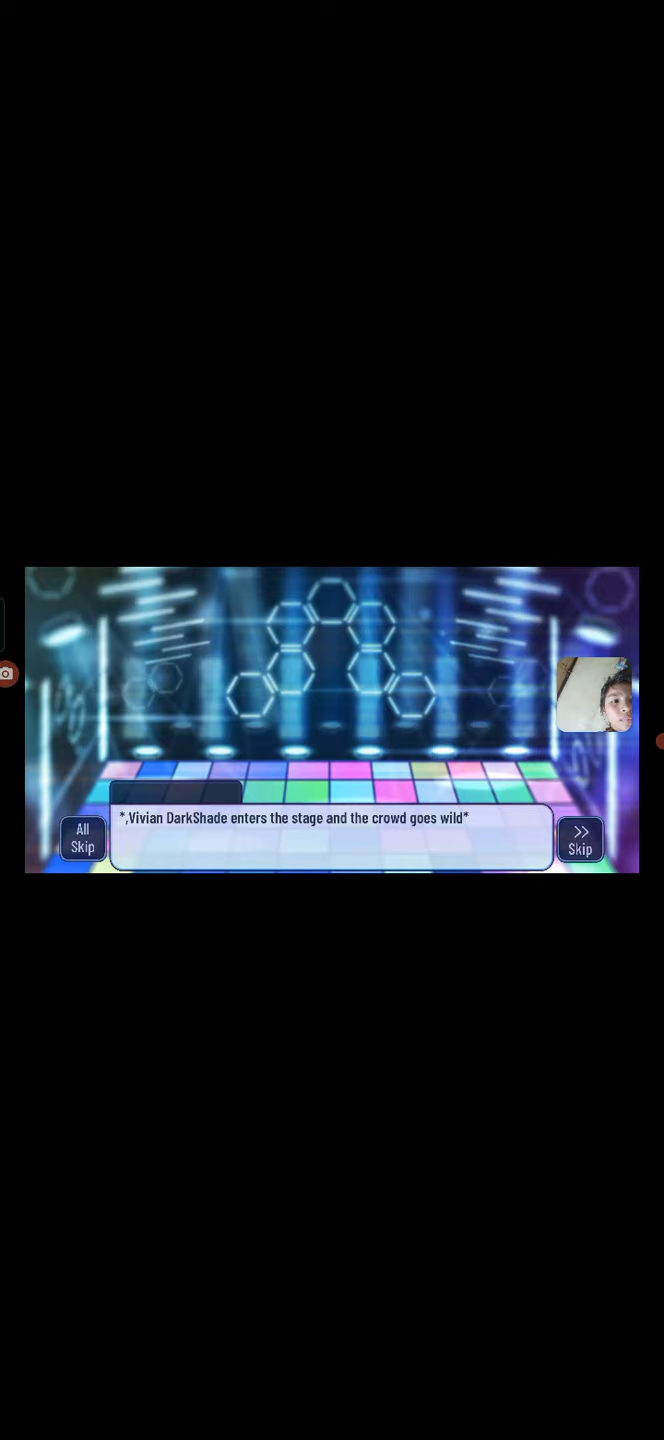 *,Vivian DarkShade enters the stage and the crowd goes wild*
All
Skip
>>
Skip